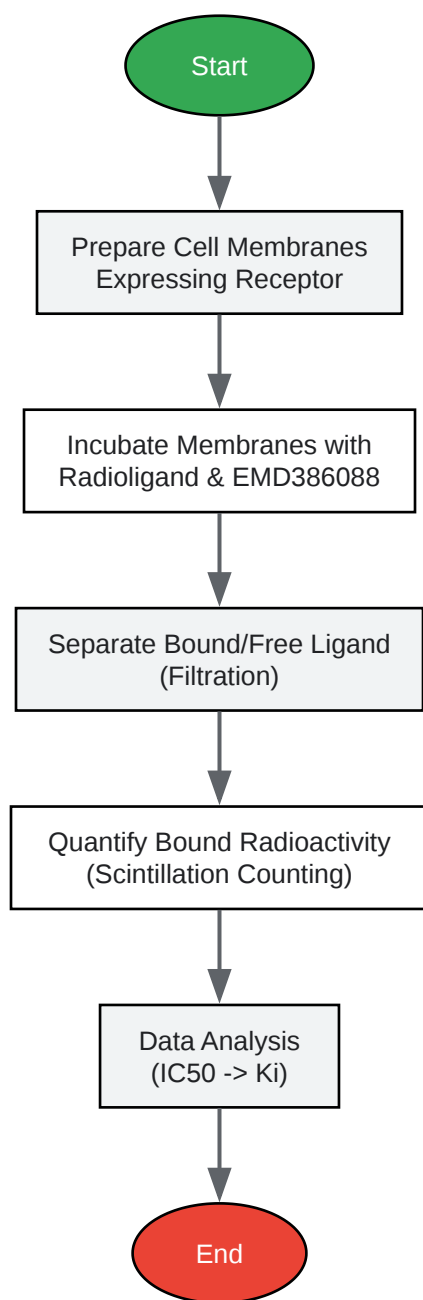 Start
Prepare Cell Membranes
Expressing Receptor
Incubate Membranes with
Radioligand & EMD386088
Separate Bound/Free Ligand
(Filtration)
Quantify Bound Radioactivity
(Scintillation Counting)
Data Analysis
(IC50 -> Ki)
End